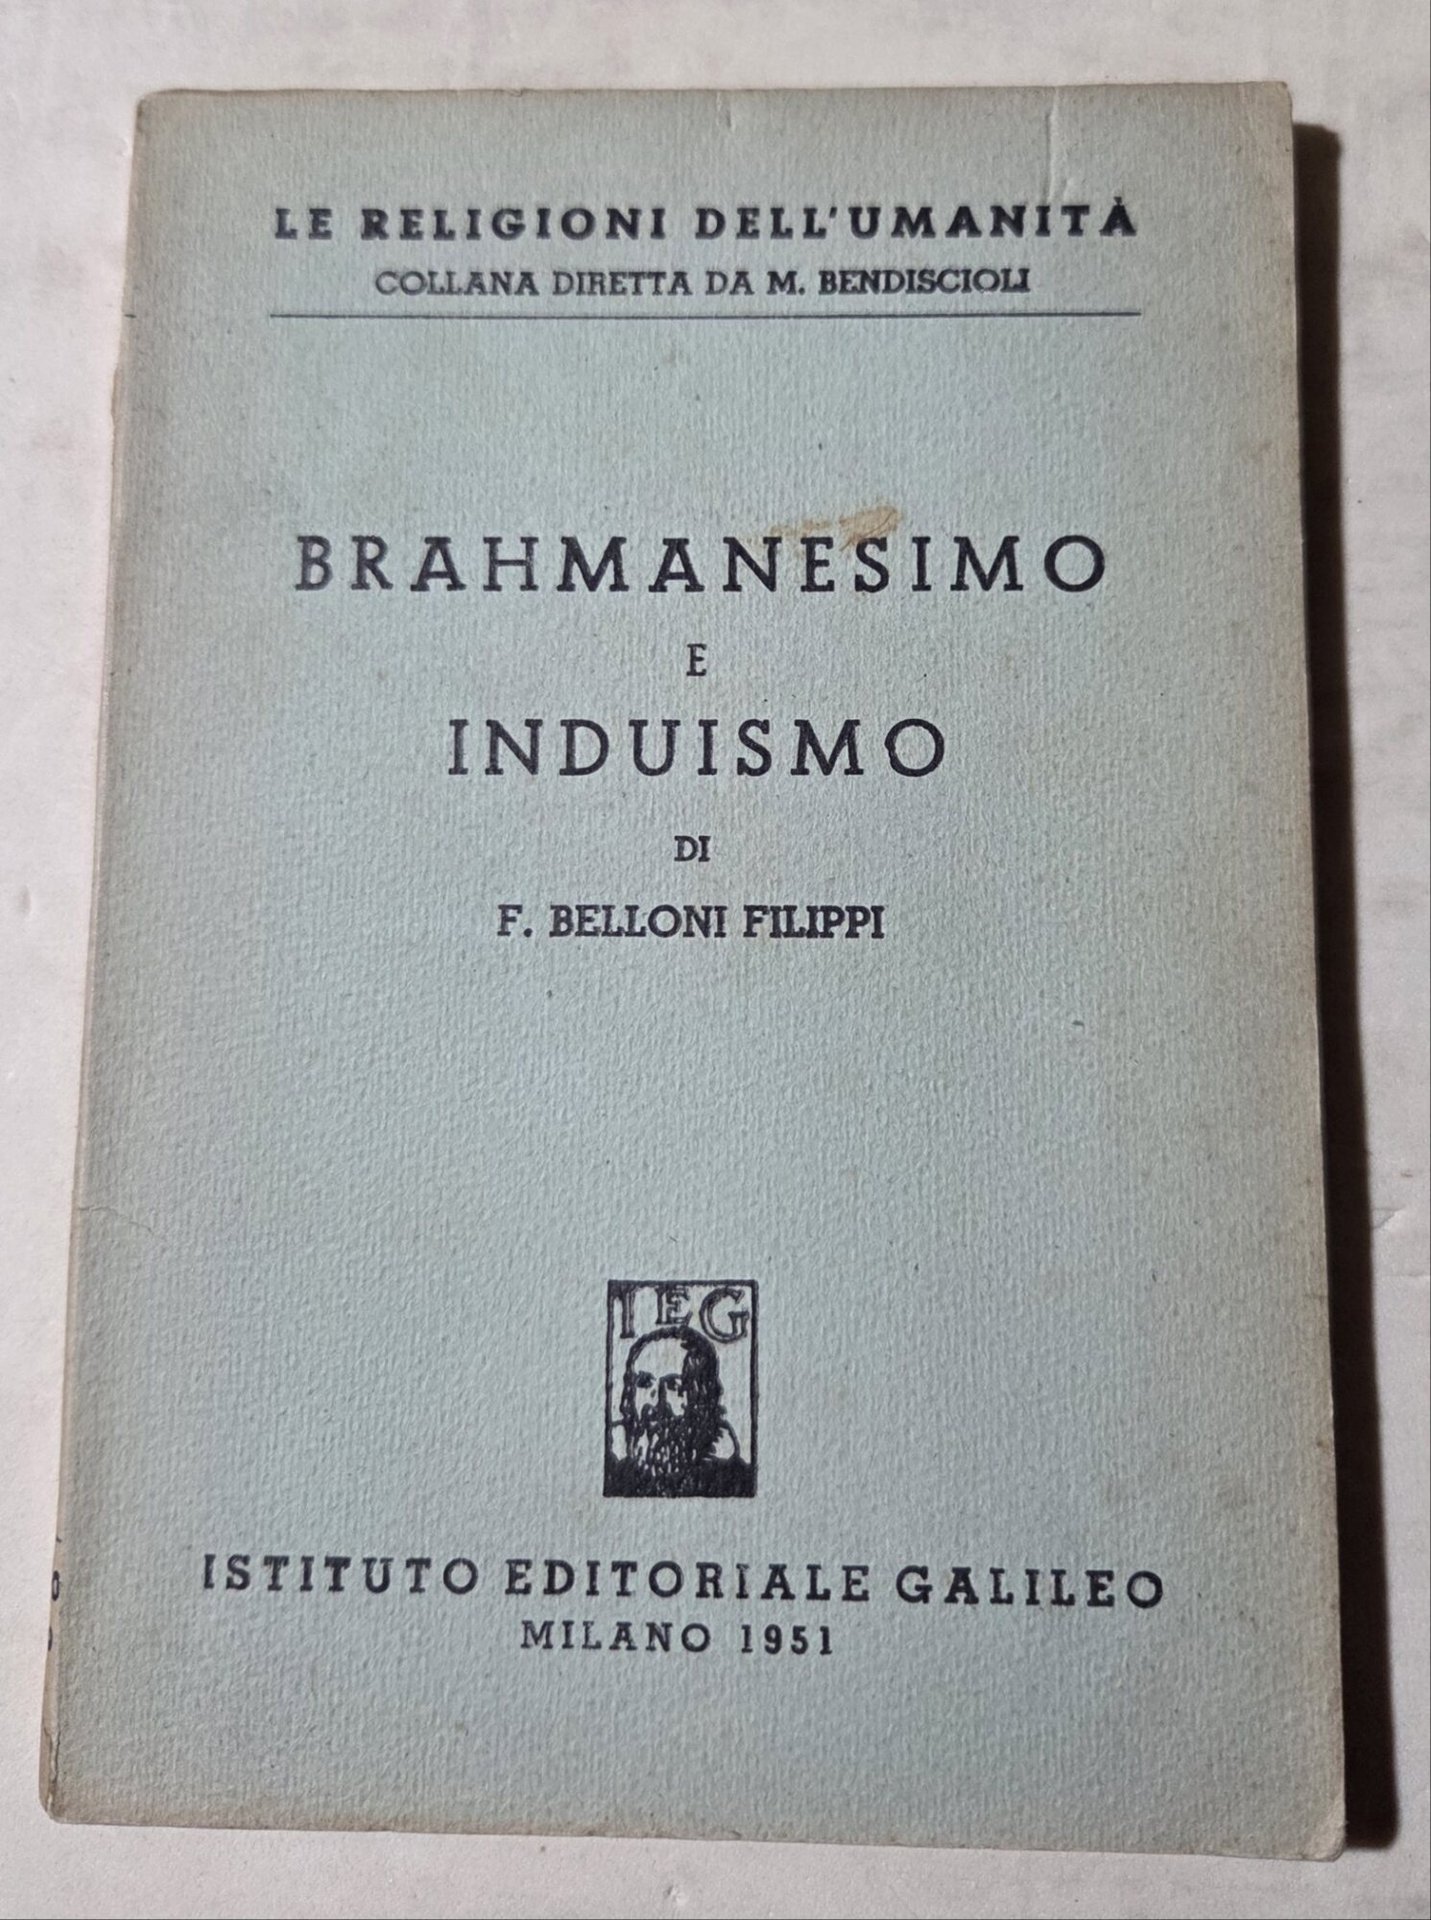 LE RELIGIONI DELL'UMANITÀ
COLLANA DIRETTA DA M. BENDISCIOLI
BRAHMANESIMO
E
INDUISMO
DI
F. BELLONI FILIPPI
IEG
ISTITUTO EDITORIALE GALILEO
MILANO 1951